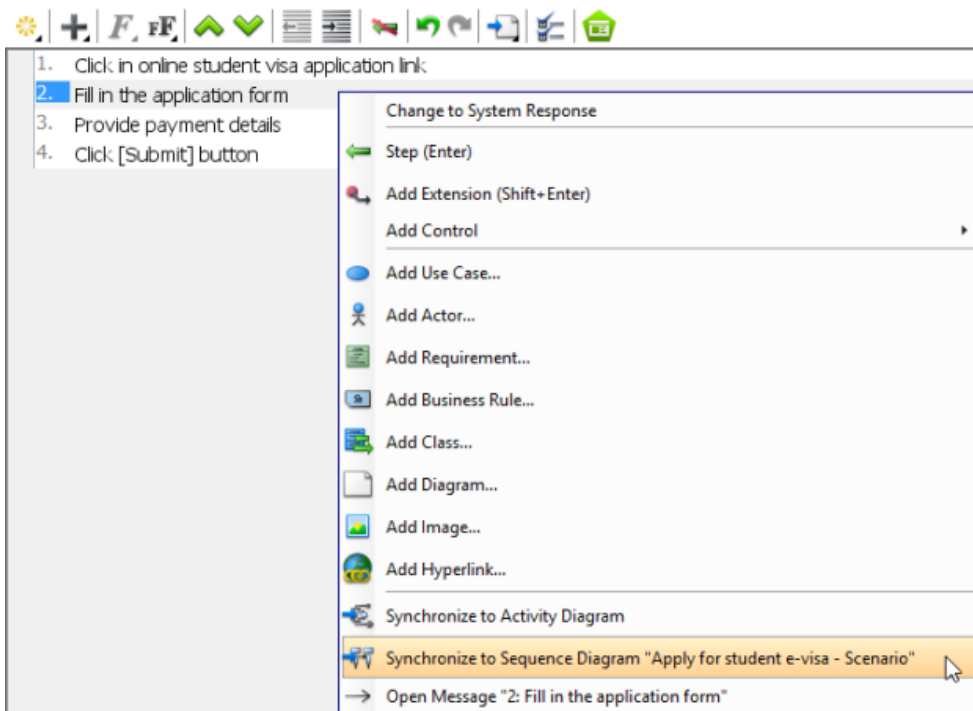 F fF
1. Click in online student visa application link
2. Fill in the application form
3. Provide payment details
4. Click [Submit] button
Change to System Response
Step (Enter)
Add Extension (Shift+Enter)
Add Control
Add Use Case...
Add Actor...
Add Requirement...
Add Business Rule...
Add Class...
Add Diagram...
Add Image...
Add Hyperlink...
Synchronize to Activity Diagram
Synchronize to Sequence Diagram "Apply for student e-visa - Scenario"
Open Message "2: Fill in the application form"